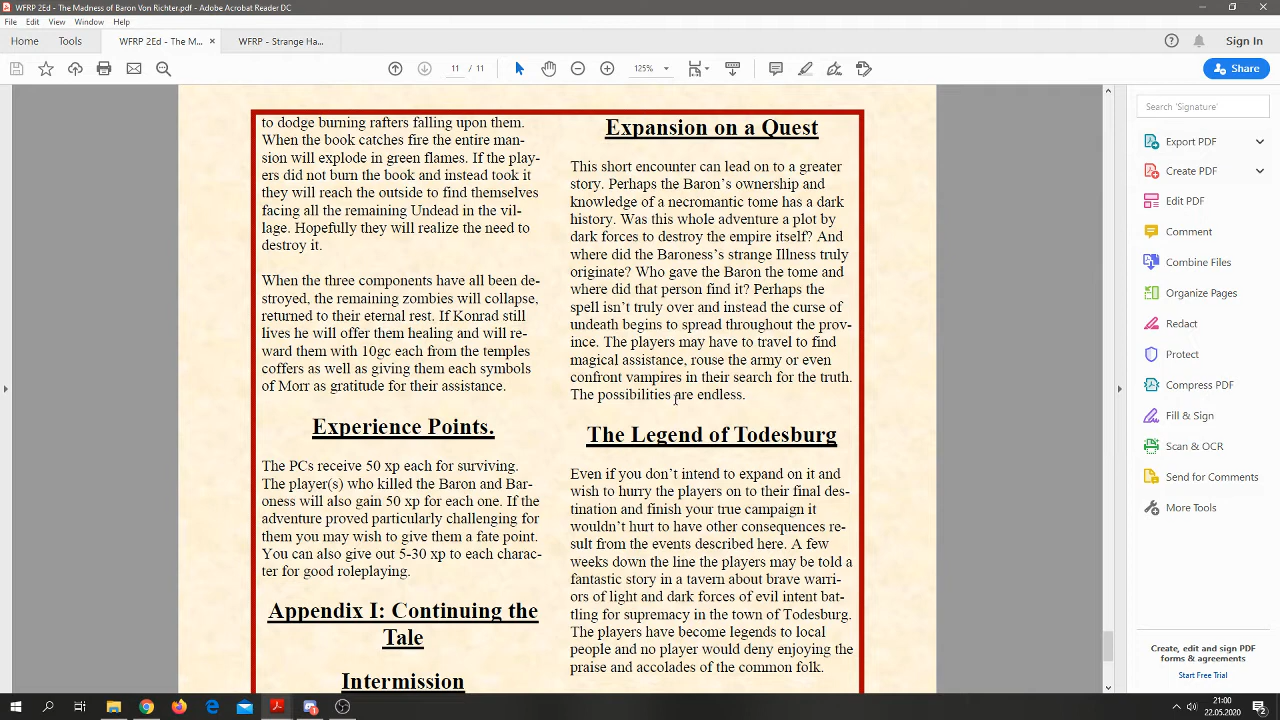 WFRP 2Ed - The Madness of Baron Von Richter.pdf - Adobe Acrobat Reader DC
File Edit View Window Help
Home Tools WFRP 2Ed - The M... × WFRP - Strange Ha... Sign In
11 / 11 125% Share
to dodge burning rafters falling upon them.
When the book catches fire the entire man-
sion will explode in green flames. If the play-
ers did not burn the book and instead took it
they will reach the outside to find themselves
facing all the remaining Undead in the vil-
lage. Hopefully they will realize the need to
destroy it.
When the three components have all been de-
stroyed, the remaining zombies will collapse,
returned to their eternal rest. If Konrad still
lives he will offer them healing and will re-
ward them with 10gc each from the temples
coffers as well as giving them each symbols
of Morr as gratitude for their assistance.
Experience Points.
The PCs receive 50 xp each for surviving.
The player(s) who killed the Baron and Bar-
oness will also gain 50 xp for each one. If the
adventure proved particularly challenging for
them you may wish to give them a fate point.
You can also give out 5-30 xp to each charac-
ter for good roleplaying.
Appendix I: Continuing the
Tale
Intermission
Expansion on a Quest
This short encounter can lead on to a greater
story. Perhaps the Baron's ownership and
knowledge of a necromantic tome has a dark
history. Was this whole adventure a plot by
dark forces to destroy the empire itself? And
where did the Baroness's strange Illness truly
originate? Who gave the Baron the tome and
where did that person find it? Perhaps the
spell isn't truly over and instead the curse of
undeath begins to spread throughout the prov-
ince. The players may have to travel to find
magical assistance, rouse the army or even
confront vampires in their search for the truth.
The possibilities are endless.
The Legend of Todesburg
Even if you don't intend to expand on it and
wish to hurry the players on to their final des-
tination and finish your true campaign it
wouldn't hurt to have other consequences re-
sult from the events described here. A few
weeks down the line the players may be told a
fantastic story in a tavern about brave warri-
ors of light and dark forces of evil intent bat-
tling for supremacy in the town of Todesburg.
The players have become legends to local
people and no player would deny enjoying the
praise and accolades of the common folk.
Search 'Signature'
Export PDF
Create PDF
Edit PDF
Comment
Combine Files
Organize Pages
Redact
Protect
Compress PDF
Fill & Sign
Scan & OCR
Send for Comments
More Tools
Create, edit and sign PDF
forms & agreements
Start Free Trial
21:00
22.05.2020